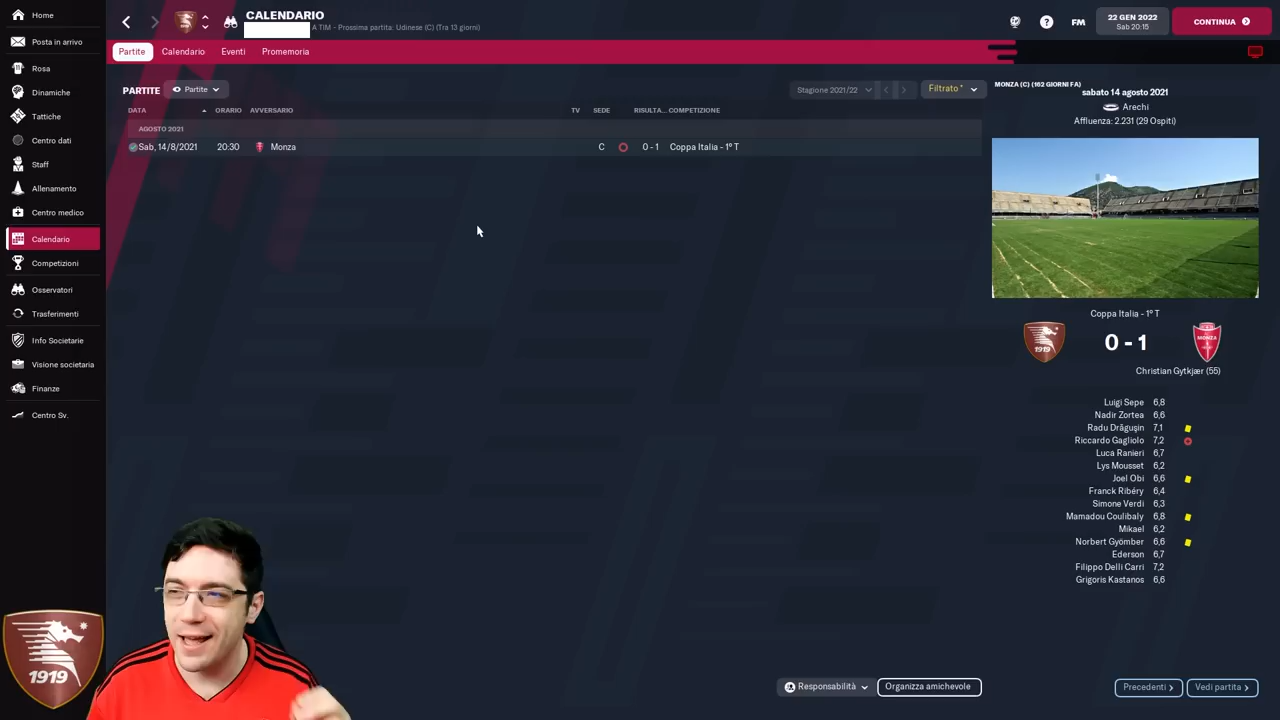 Home
Posta in arrivo
Rosa
Dinamiche
Tattiche
Centro dati
Staff
Allenamento
Centro medico
Calendario
Competizioni
Osservatori
Trasferimenti
Info Societarie
Visione societaria
Finanze
Centro Sv.
1919
CALENDARIO
A TIM - Prossima partita: Udinese (C) (Tra 13 giorni)
FM
22 GEN 2022
Sab 20:15
CONTINUA
Partite Calendario Eventi Promemoria
PARTITE Partite
Stagione 2021/22
Filtrato *
DATA ORARIO AVVERSARIO TV SEDE RISULTA... COMPETIZIONE
AGOSTO 2021
Sab, 14/8/2021 20:30 Monza C 0 - 1 Coppa Italia - 1º T
Responsabilità
Organizza amichevole
MONZA (C) (162 GIORNI FA)
sabato 14 agosto 2021
Arechi
Affluenza: 2.231 (29 Ospiti)
Coppa Italia - 1º T
1919 0 - 1 MONZA
Christian Gytkjær (55)
Luigi Sepe 6,8
Nadir Zortea 6,6
Radu Drăguşin 7,1
Riccardo Gagliolo 7,2
Luca Ranieri 6,7
Lys Mousset 6,2
Joel Obi 6,6
Franck Ribéry 6,4
Simone Verdi 6,3
Mamadou Coulibaly 6,8
Mikael 6,2
Norbert Gyömber 6,6
Ederson 6,7
Filippo Delli Carri 7,2
Grigoris Kastanos 6,6
Precedenti
Vedi partita